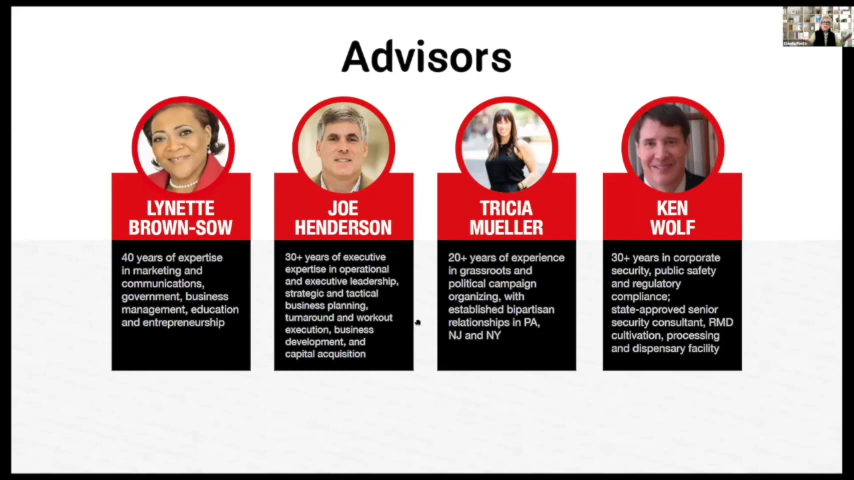 Advisors
LYNETTE
BROWN-SOW
40 years of expertise
in marketing and
communications,
government, business
management, education
and entrepreneurship
JOE
HENDERSON
30+ years of executive
expertise in operational
and executive leadership,
strategic and tactical
business planning,
turnaround and workout
execution, business
development, and
capital acquisition
TRICIA
MUELLER
20+ years of experience
in grassroots and
political campaign
organizing, with
established bipartisan
relationships in PA,
NJ and NY
KEN
WOLF
30+ years in corporate
security, public safety
and regulatory
compliance;
state-approved senior
security consultant, RMD
cultivation, processing
and dispensary facility